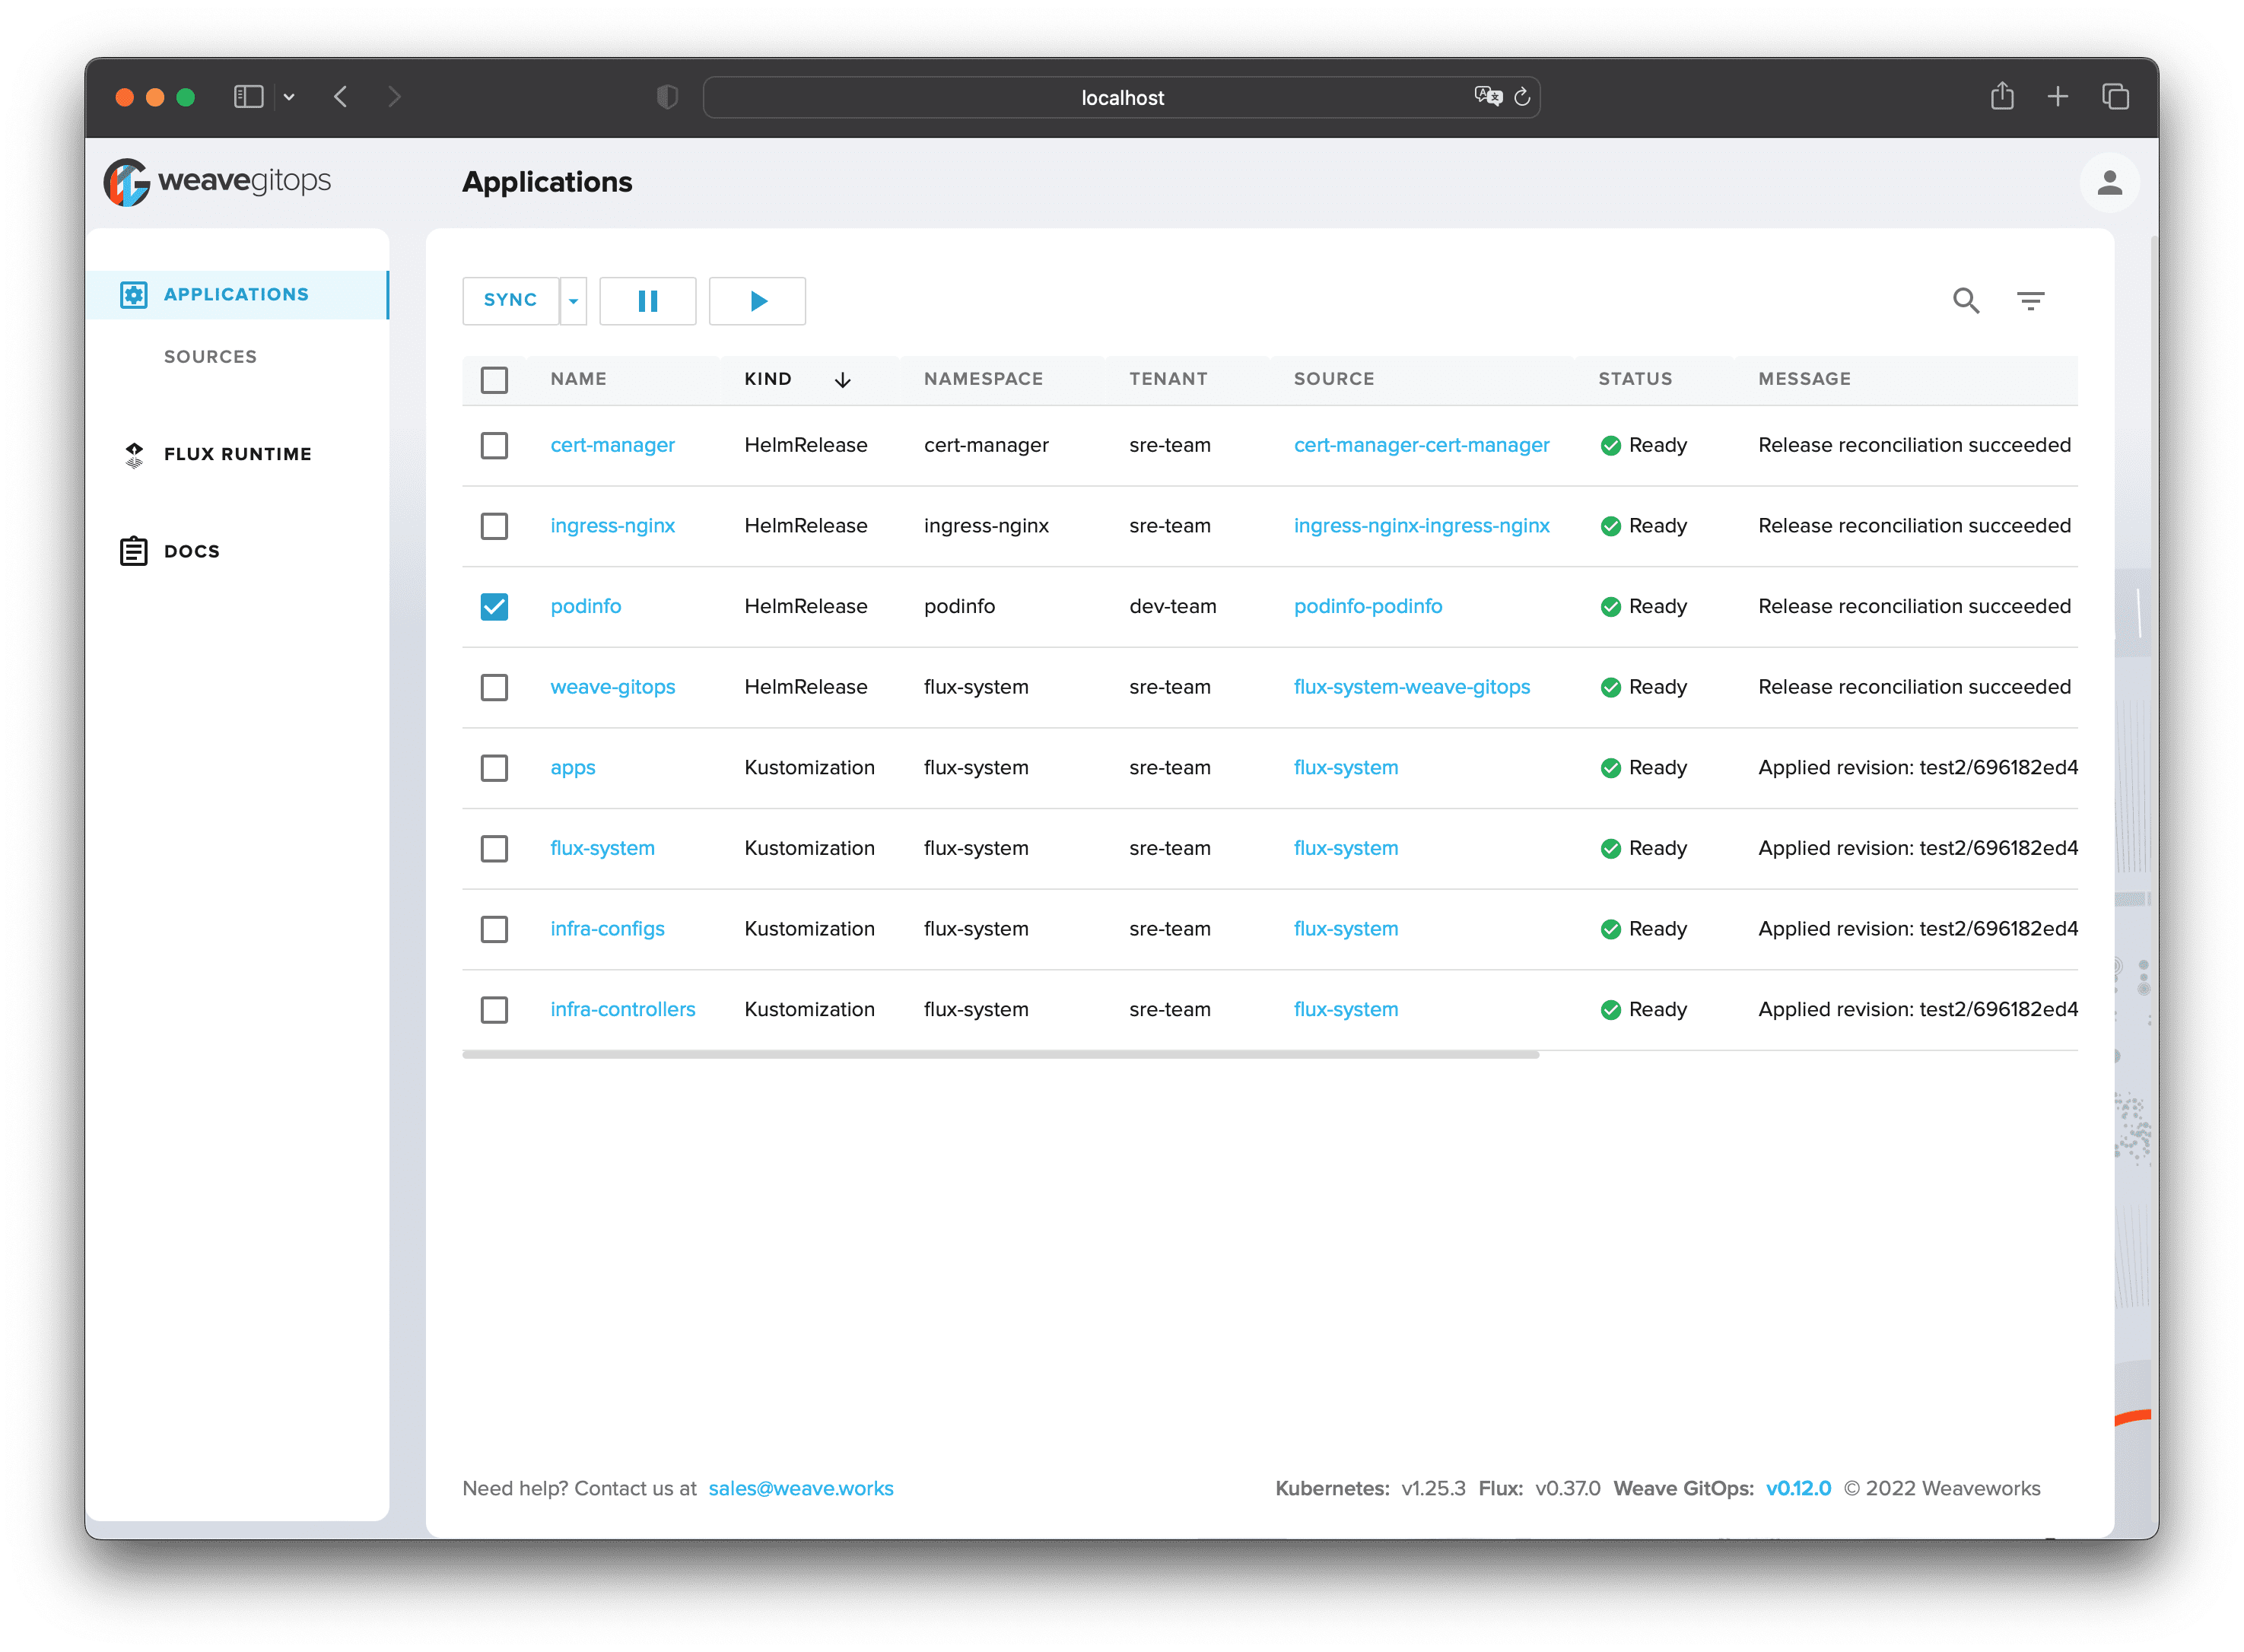 localhost
weavegitops
Applications
APPLICATIONS
SOURCES
FLUX RUNTIME
DOCS
SYNC
NAME KIND NAMESPACE TENANT SOURCE STATUS MESSAGE
cert-manager HelmRelease cert-manager sre-team cert-manager-cert-manager Ready Release reconciliation succeeded
ingress-nginx HelmRelease ingress-nginx sre-team ingress-nginx-ingress-nginx Ready Release reconciliation succeeded
podinfo HelmRelease podinfo dev-team podinfo-podinfo Ready Release reconciliation succeeded
weave-gitops HelmRelease flux-system sre-team flux-system-weave-gitops Ready Release reconciliation succeeded
apps Kustomization flux-system sre-team flux-system Ready Applied revision: test2/696182ed4
flux-system Kustomization flux-system sre-team flux-system Ready Applied revision: test2/696182ed4
infra-configs Kustomization flux-system sre-team flux-system Ready Applied revision: test2/696182ed4
infra-controllers Kustomization flux-system sre-team flux-system Ready Applied revision: test2/696182ed4
Need help? Contact us at sales@weave.works Kubernetes: v1.25.3 Flux: v0.37.0 Weave GitOps: v0.12.0 © 2022 Weaveworks